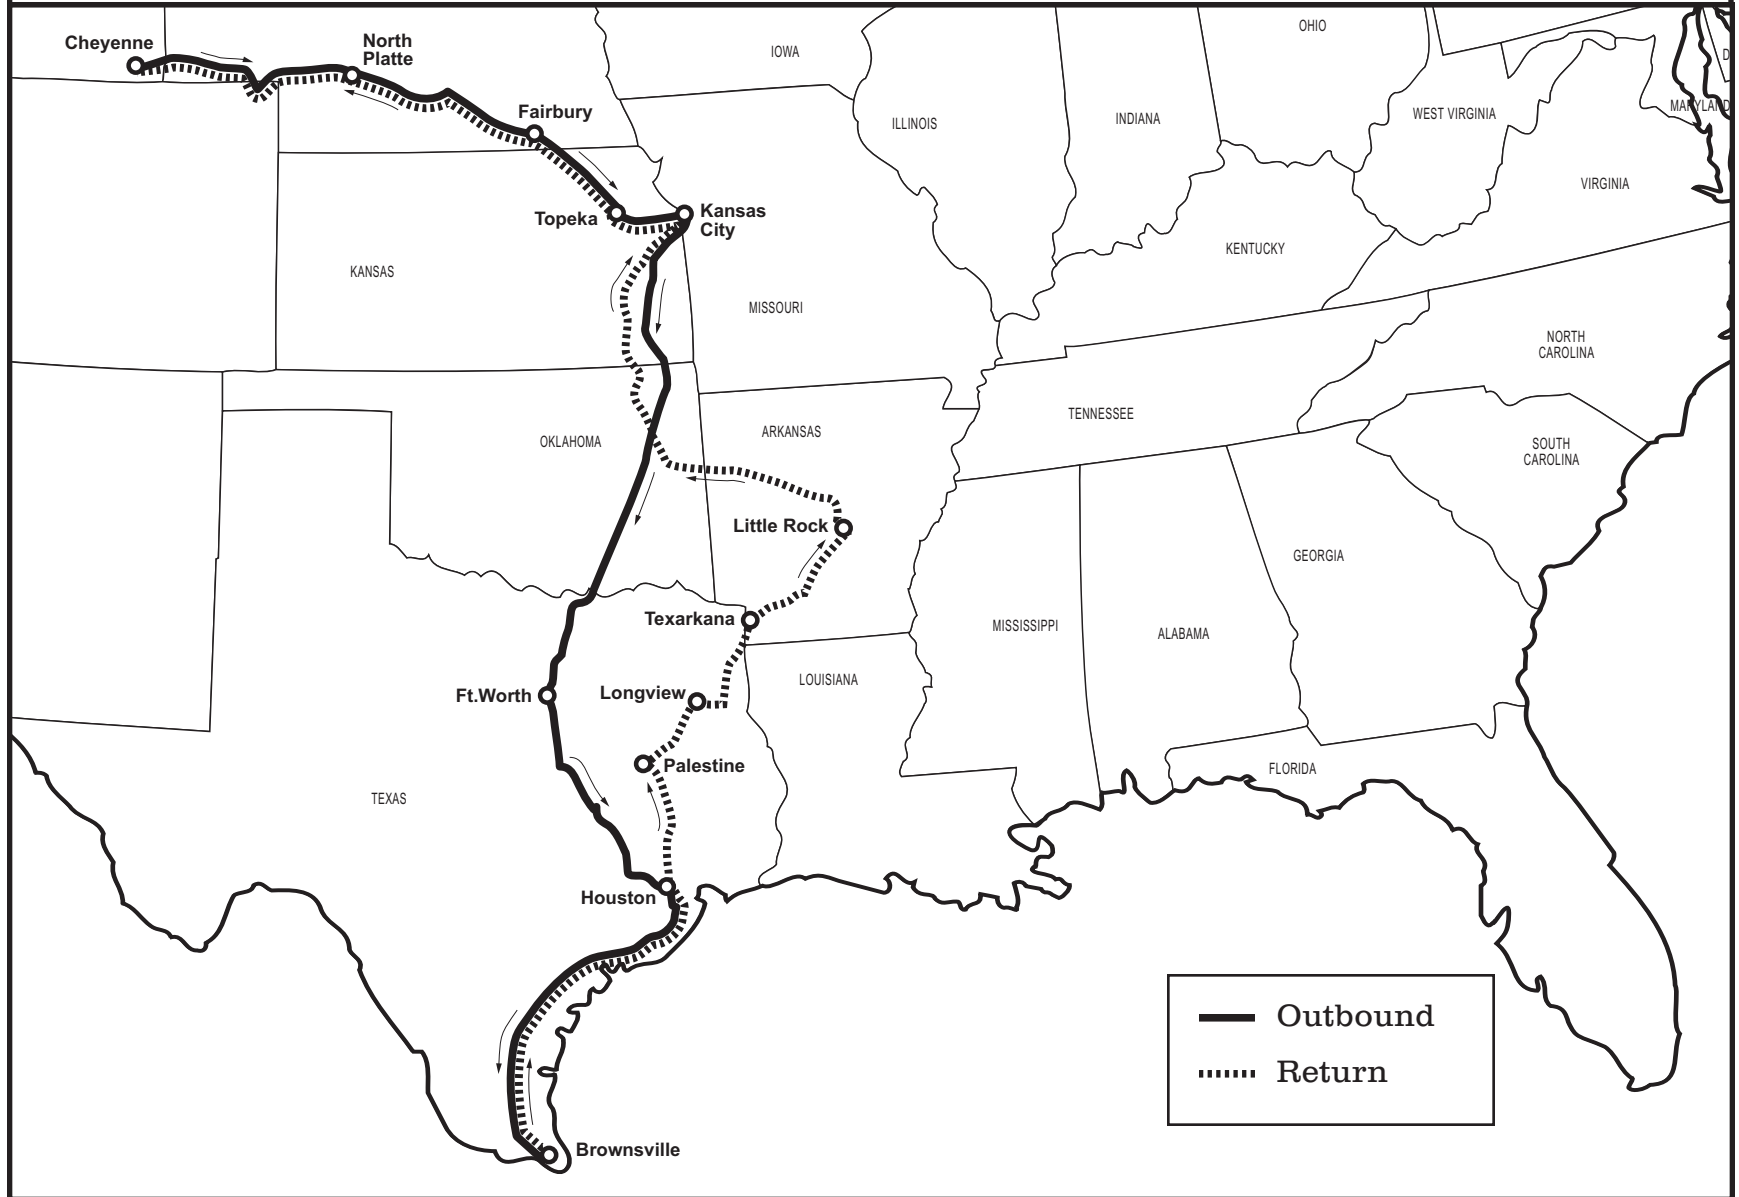 Cheyenne
North
Platte
IOWA
OHIO
D
Fairbury
ILLINOIS
INDIANA
WEST VIRGINIA
MARYLAND
VIRGINIA
Topeka
Kansas
City
KENTUCKY
KANSAS
MISSOURI
NORTH
CAROLINA
TENNESSEE
OKLAHOMA
ARKANSAS
SOUTH
CAROLINA
Little Rock
GEORGIA
Texarkana
MISSISSIPPI
ALABAMA
Ft.Worth
Longview
LOUISIANA
Palestine
FLORIDA
TEXAS
Houston
Outbound
Return
Brownsville